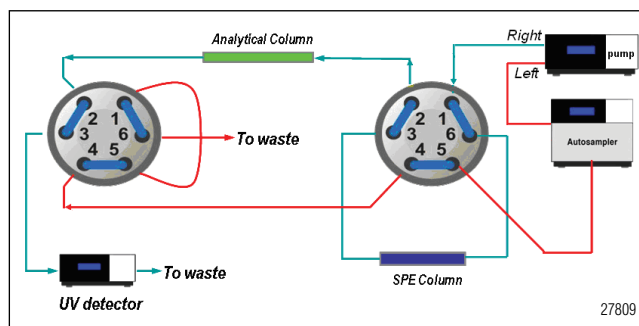 Analytical Column
Right
pump
Left
2 1
3 6
4 5
To waste
2 1
3 6
4 5
Autosampler
SPE Column
To waste
UV detector
27809